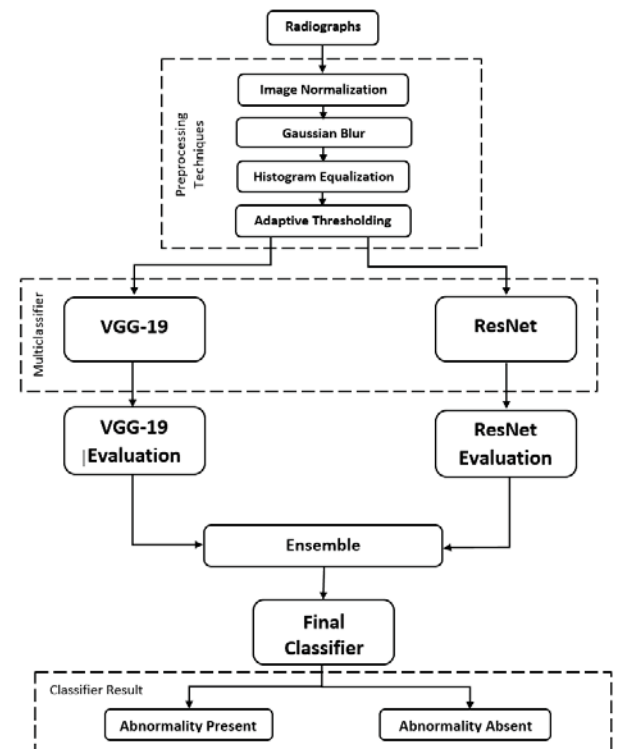 Radiographs
Preprocessing
Techniques
Image Normalization
Gaussian Blur
Histogram Equalization
Adaptive Thresholding
Multiclassifier
VGG-19
ResNet
VGG-19
Evaluation
ResNet
Evaluation
Ensemble
Final
Classifier
Classifier Result
Abnormality Present
Abnormality Absent